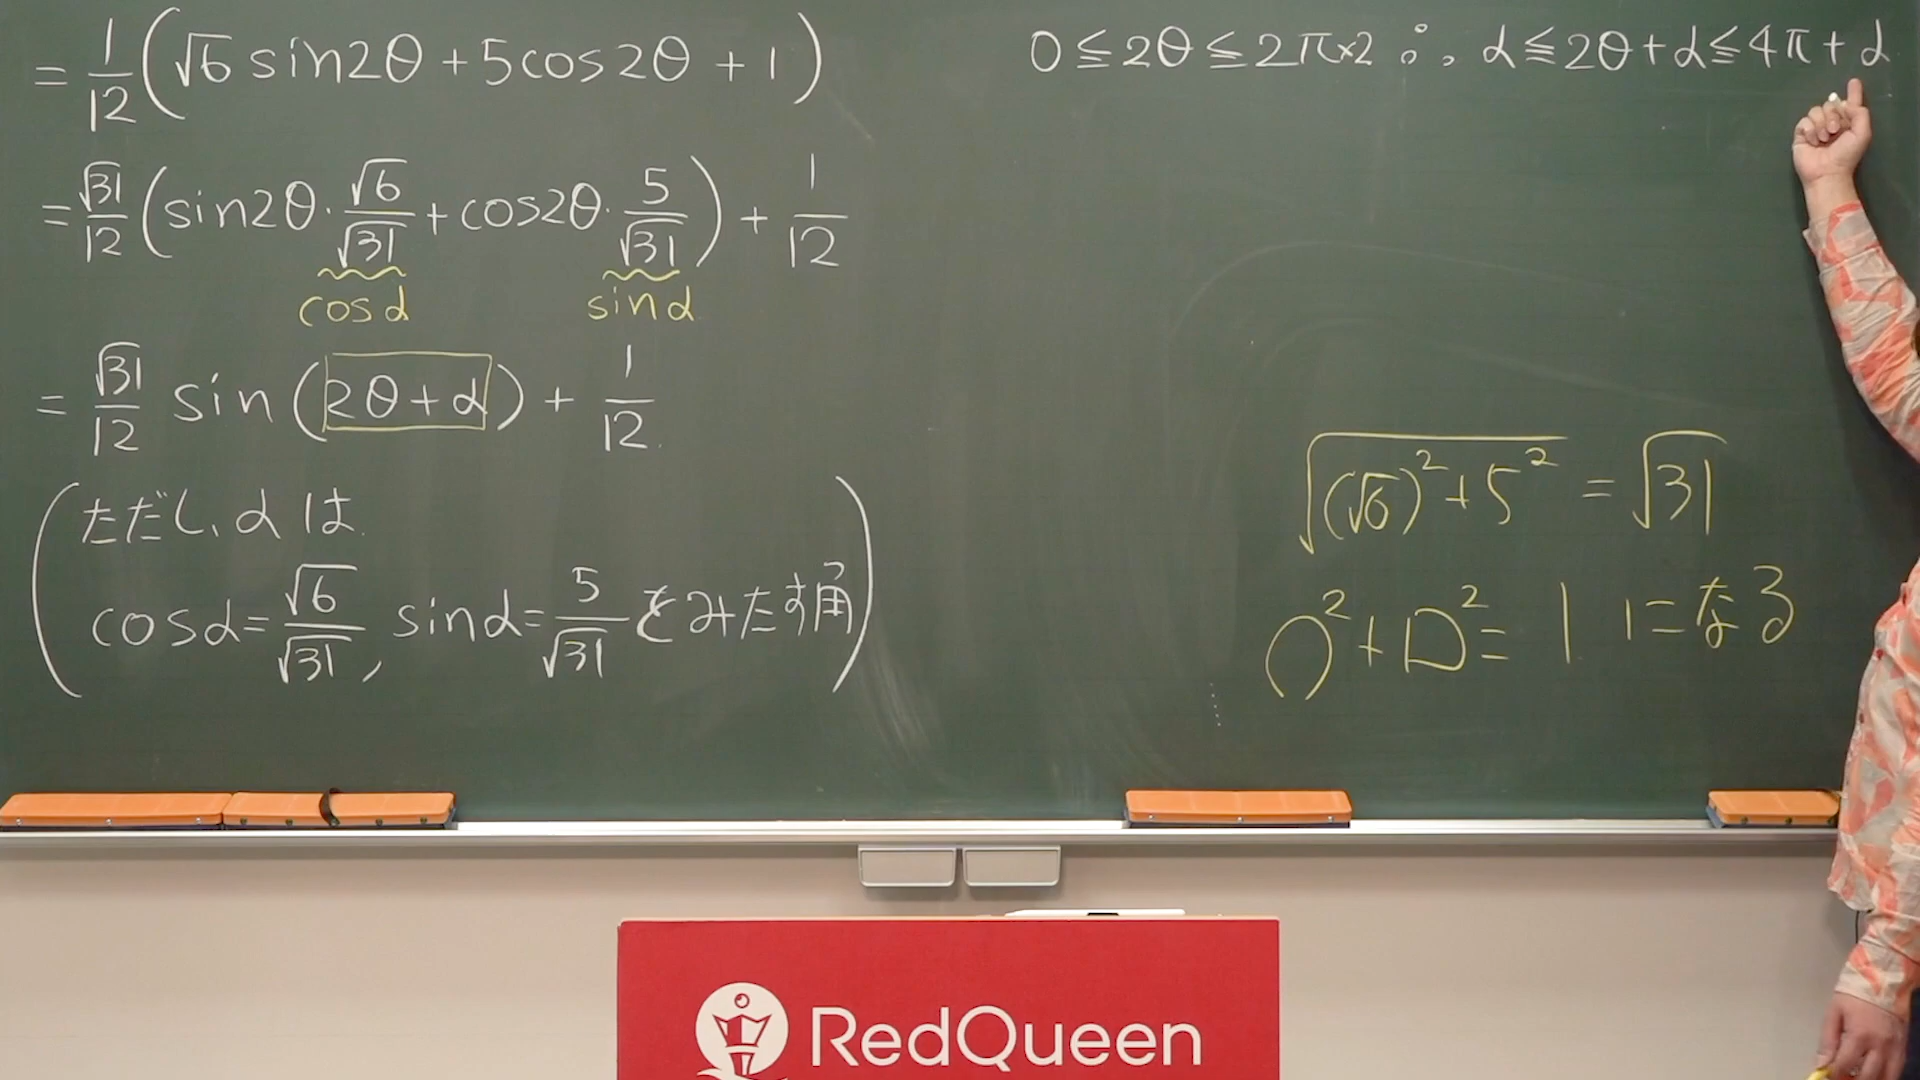 = 1/12 (√6 sin2θ + 5cos2θ + 1)
= √31/12 (sin2θ · √6/√31 + cos2θ · 5/√31) + 1/12
cosα sinα
= √31/12 sin(2θ+α) + 1/12
(ただし、αは
cosα = √6/√31, sinα = 5/√31 をみたす角)
0 ≦ 2θ ≦ 2π×2 ∴ α ≦ 2θ+α ≦ 4π+α
√((√6)²+5²) = √31
○²+□² = 1 になる
RedQueen